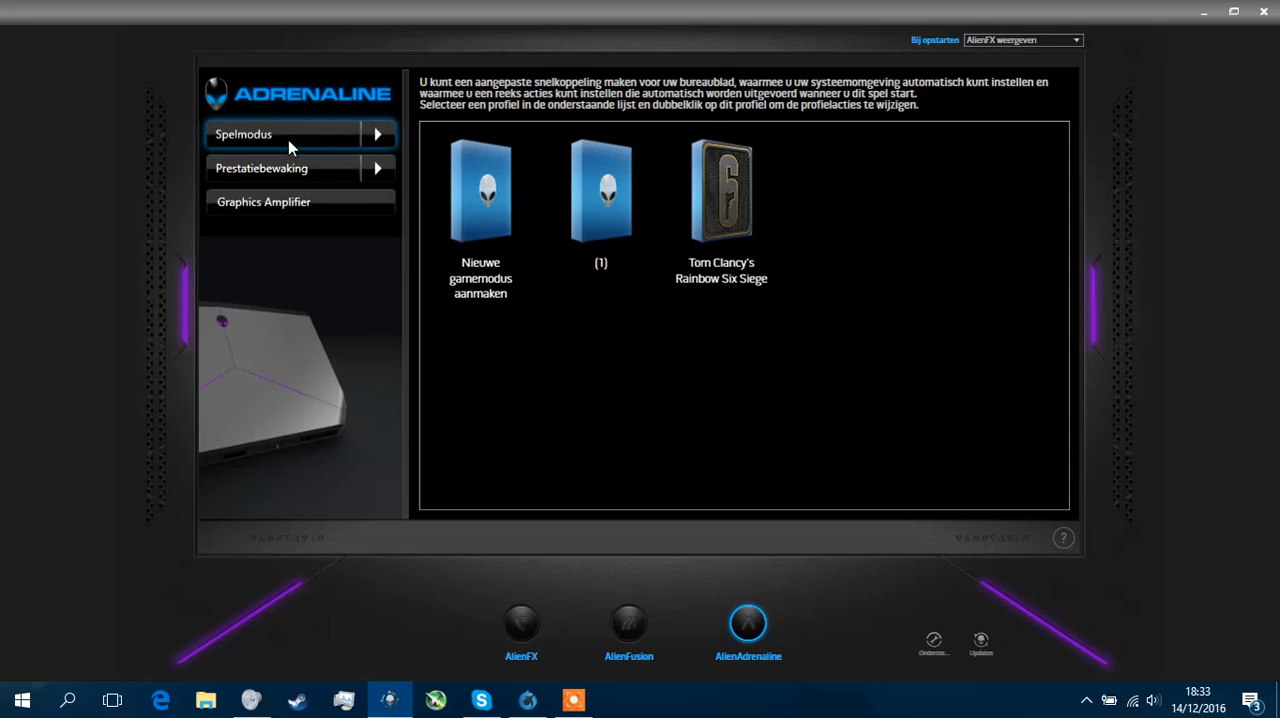 Bij opstarten AlienFX weergeven
ADRENALINE
U kunt een aangepaste snelkoppeling maken voor uw bureaublad, waarmee u uw systeemomgeving automatisch kunt instellen en
waarmee u een reeks acties kunt instellen die automatisch worden uitgevoerd wanneer u dit spel start.
Selecteer een profiel in de onderstaande lijst en dubbelklik op dit profiel om de profielacties te wijzigen.
Spelmodus
Prestatiebewaking
Graphics Amplifier
Nieuwe
gamemodus
aanmaken
(1)
6
Tom Clancy's
Rainbow Six Siege
?
AlienFX
AlienFusion
AlienAdrenaline
Onderste...
Updates
18:33
14/12/2016
3